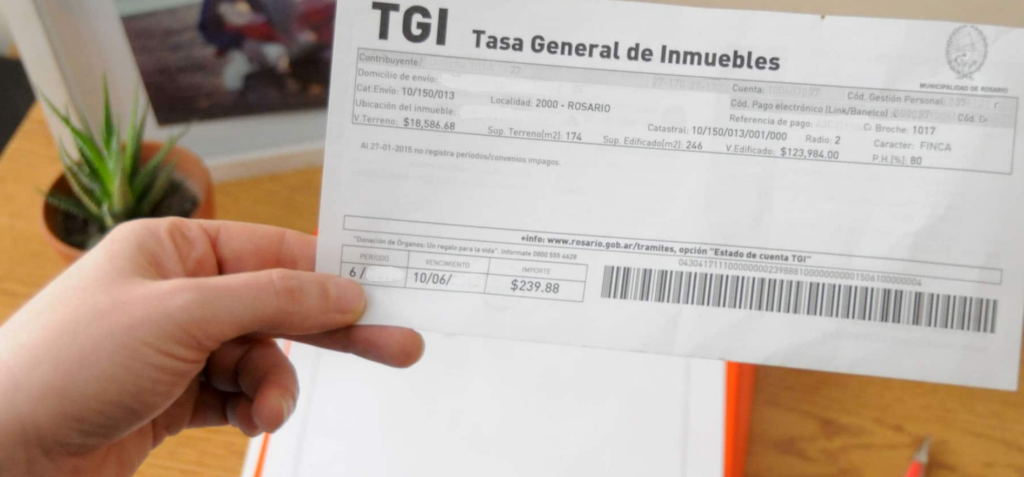 TGI Tasa General de Inmuebles
MUNICIPALIDAD DE ROSARIO
Contribuyente:
Domicilio de envío:
Cuenta:
Cód. Gestión Personal:
Cat.Envío: 10/150/013
Localidad: 2000 - ROSARIO
Cód. Pago electrónico (Link/Banelco)
Ubicación del inmueble:
Referencia de pago:
C: Broche: 1017
V.Terreno: $18,586.68
Sup. Terreno(m2): 174
Catastral: 10/150/013/001/000
Radio: 2
Caracter: FINCA
Sup. Edificado(m2): 246
V.Edificado: $123,984.00
P.H.(%): 80
Al 27-01-2015 no registra períodos/convenios impagos.
+info: www.rosario.gob.ar/tramites, opción "Estado de cuenta TGI"
"Donación de Órganos: Un regalo para la vida". Infórmate 0800 555 6628
PERIODO VENCIMIENTO IMPORTE
6 / 10/06/ $239.88